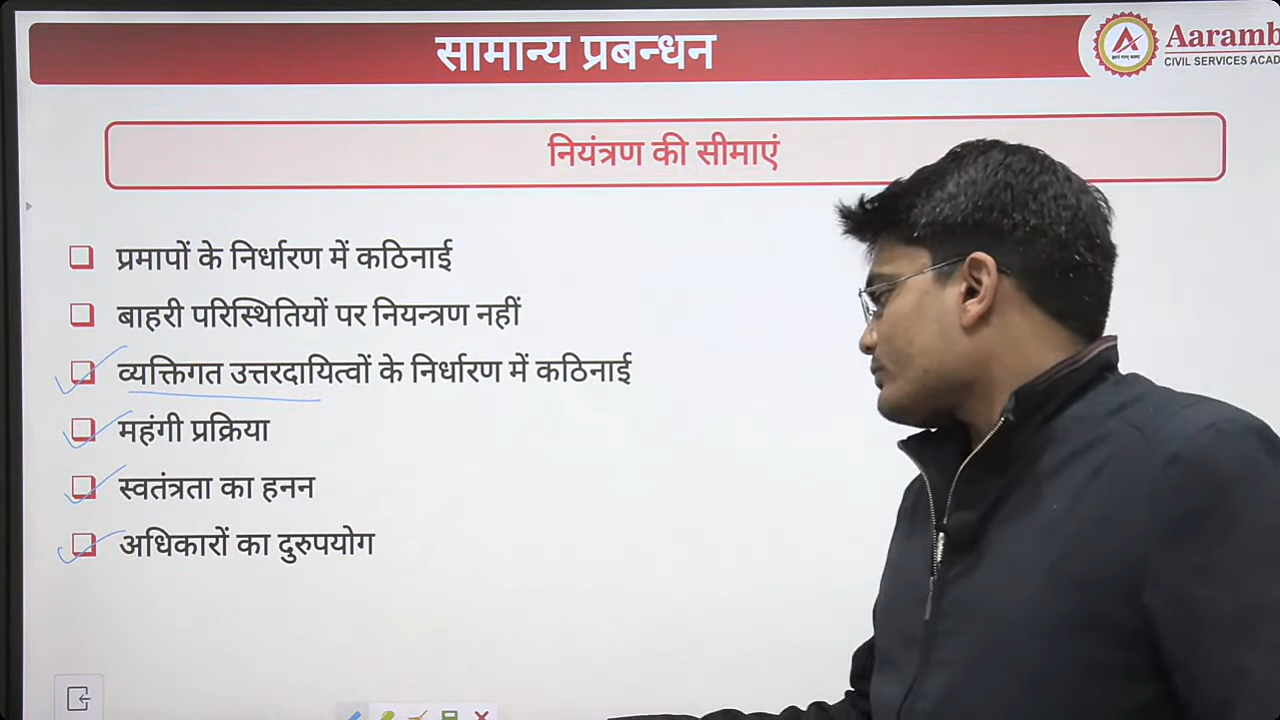 सामान्य प्रबन्धन
Aaramb
CIVIL SERVICES ACAD
नियंत्रण की सीमाएं
प्रमापों के निर्धारण में कठिनाई
बाहरी परिस्थितियों पर नियन्त्रण नहीं
व्यक्तिगत उत्तरदायित्वों के निर्धारण में कठिनाई
महंगी प्रक्रिया
स्वतंत्रता का हनन
अधिकारों का दुरुपयोग